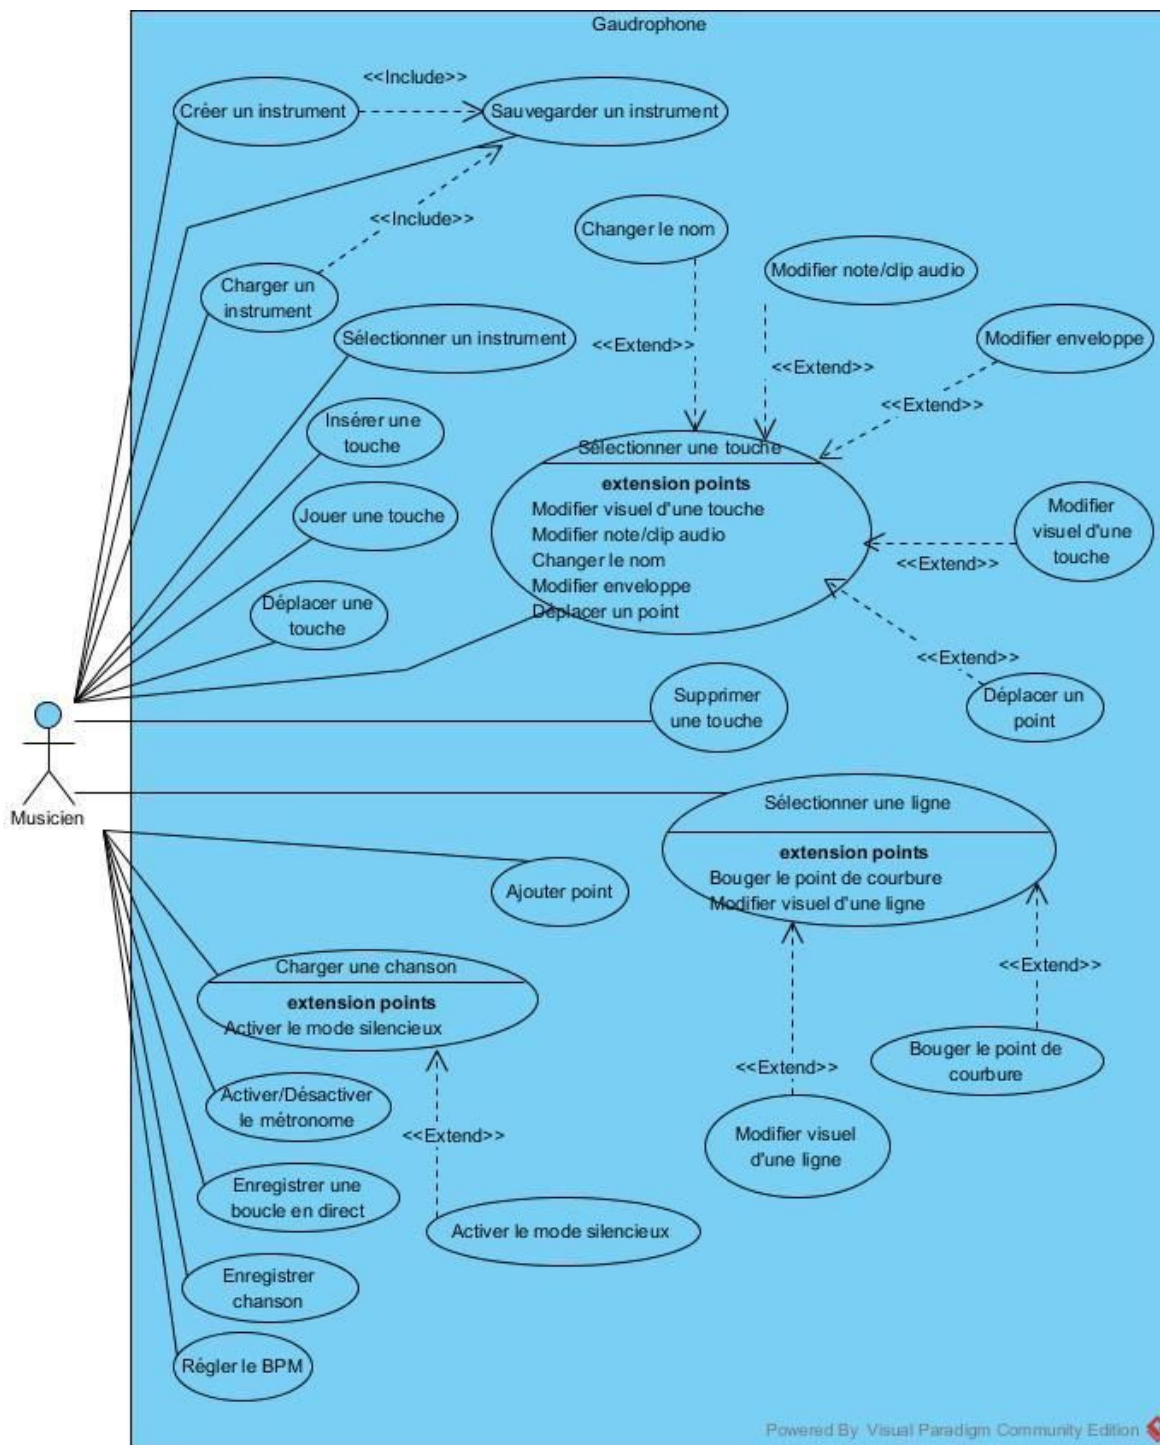 Gaudrophone
<<Include>>
Créer un instrument
Sauvegarder un instrument
<<Include>>
Changer le nom
Modifier note/clip audio
Charger un
instrument
Sélectionner un instrument
<<Extend>>
Modifier enveloppe
<<Extend>>
<<Extend>>
Insérer une
touche
Sélectionner une touche
extension points
Modifier visuel d'une touche
Modifier note/clip audio
Changer le nom
Modifier enveloppe
Déplacer un point
Jouer une touche
Modifier
visuel d'une
touche
<<Extend>>
Déplacer une
touche
<<Extend>>
Supprimer
une touche
Déplacer un
point
Musicien
Sélectionner une ligne
extension points
Bouger le point de courbure
Modifier visuel d'une ligne
Ajouter point
Charger une chanson
extension points
Activer le mode silencieux
<<Extend>>
Bouger le point de
courbure
<<Extend>>
Activer/Désactiver
le métronome
<<Extend>>
Modifier visuel
d'une ligne
Enregistrer une
boucle en direct
Activer le mode silencieux
Enregistrer
chanson
Régler le BPM
Powered By Visual Paradigm Community Edition